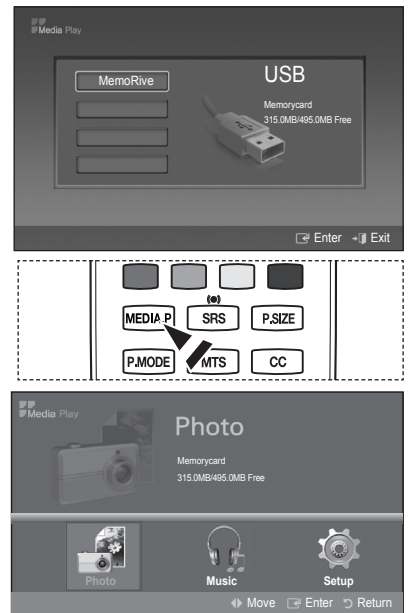 Media Play
MemoRive
USB
Memorycard
315.0MB/495.0MB Free
Enter Exit
MEDIA.P SRS P.SIZE
P.MODE MTS CC
Media Play
Photo
Memorycard
315.0MB/495.0MB Free
Photo Music Setup
Move Enter Return